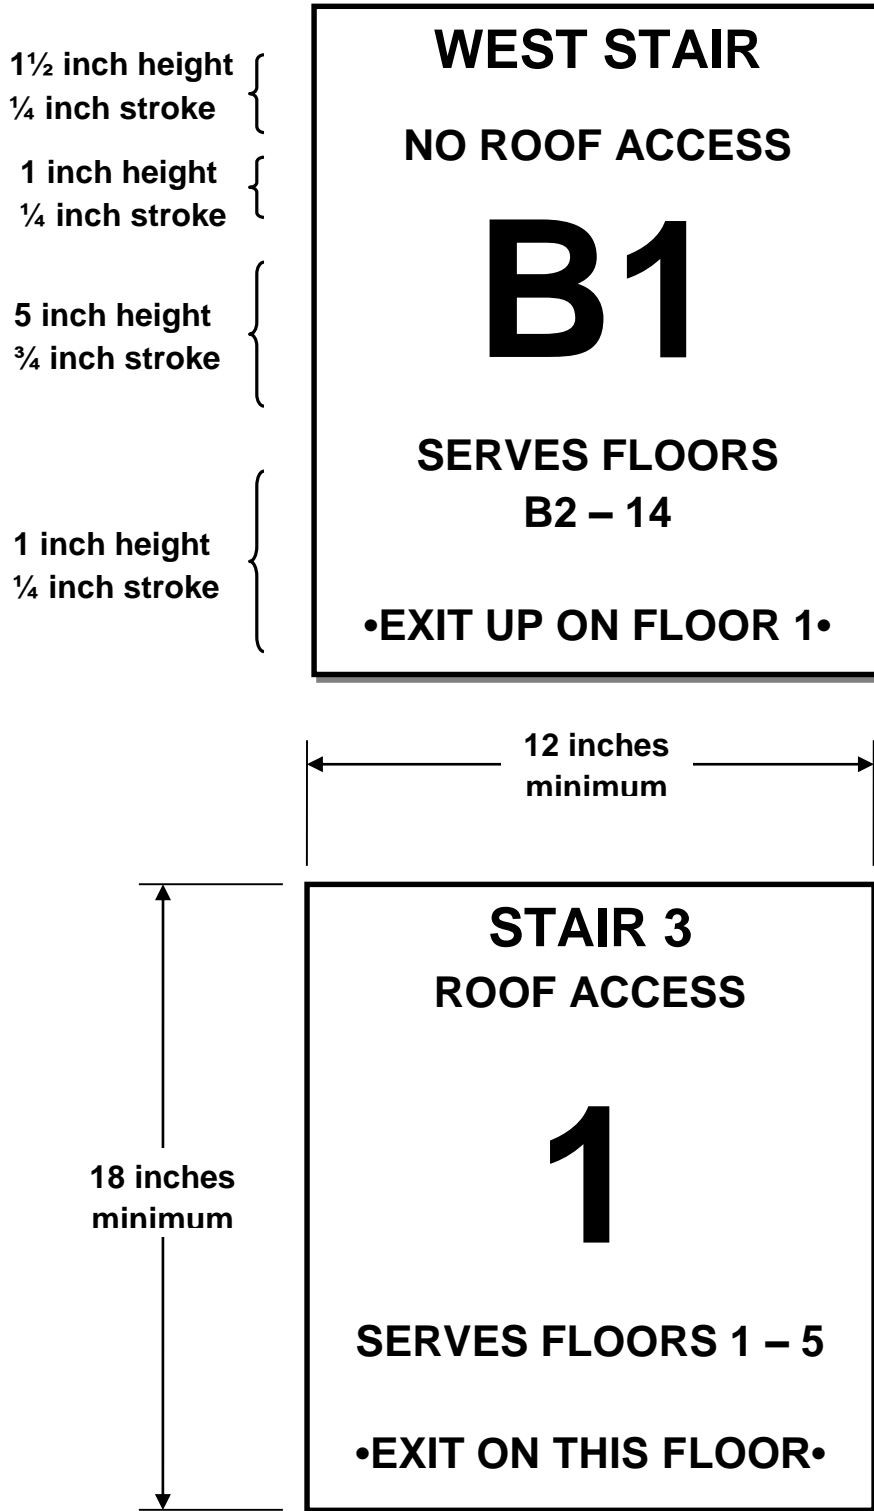 1½ inch height
¼ inch stroke
1 inch height
¼ inch stroke
5 inch height
¾ inch stroke
1 inch height
¼ inch stroke
WEST STAIR
NO ROOF ACCESS
B1
SERVES FLOORS
B2 – 14
•EXIT UP ON FLOOR 1•
12 inches
minimum
18 inches
minimum
STAIR 3
ROOF ACCESS
1
SERVES FLOORS 1 – 5
•EXIT ON THIS FLOOR•